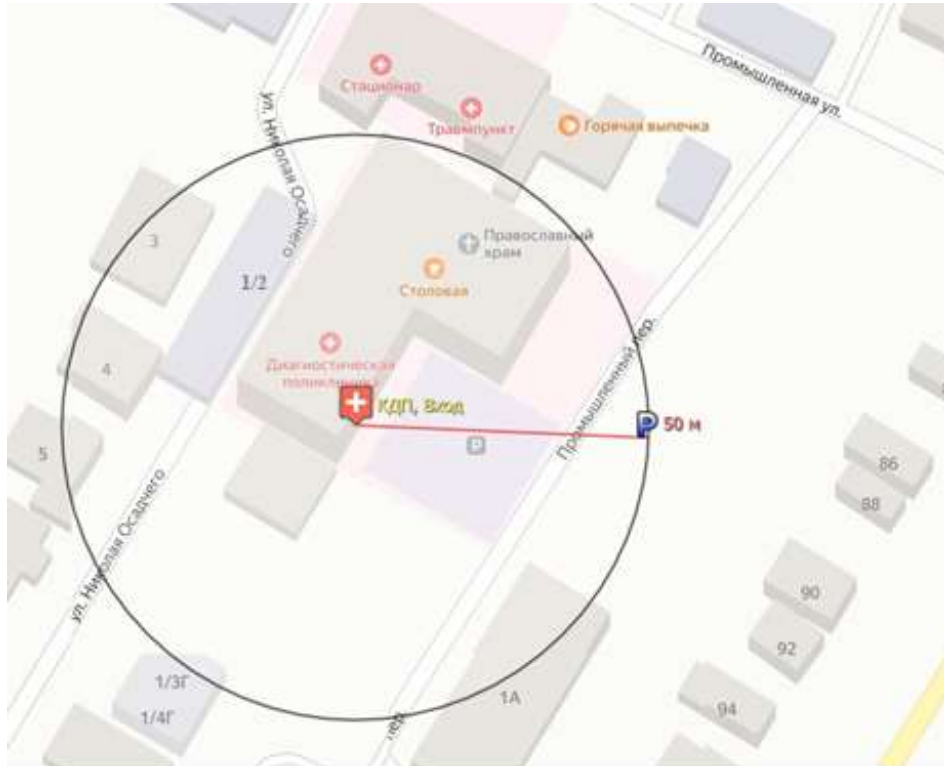 Промышленная ул.
Стационар
Травмпункт
Горячая выпечка
ул. Николая Осадчего
3
Православный
храм
1/2
Столовая
Промышленный пер.
Диагностическая
поликлиника
4
КДП, Вход
P 50 м
P
5
86
88
ул. Николая Осадчего
90
92
1/3Г
1/4Г
1А
94
пер.